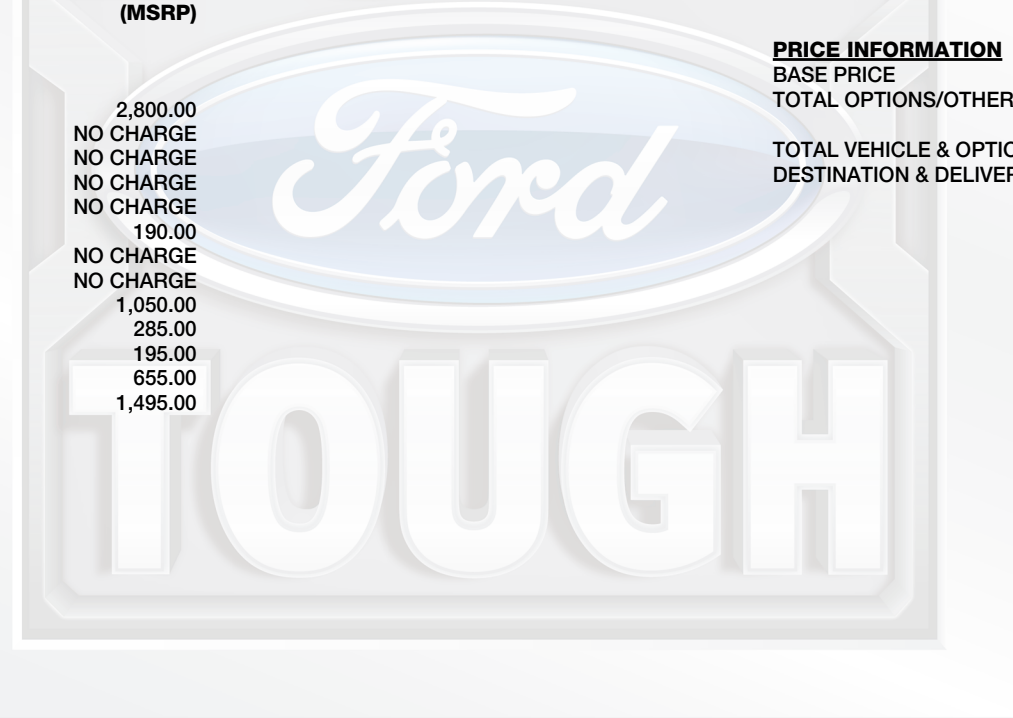 (MSRP)
2,800.00
NO CHARGE
NO CHARGE
NO CHARGE
NO CHARGE
190.00
NO CHARGE
NO CHARGE
1,050.00
285.00
195.00
655.00
1,495.00
PRICE INFORMATION
BASE PRICE
TOTAL OPTIONS/OTHER
TOTAL VEHICLE & OPTIO
DESTINATION & DELIVER
Ford
TOUGH